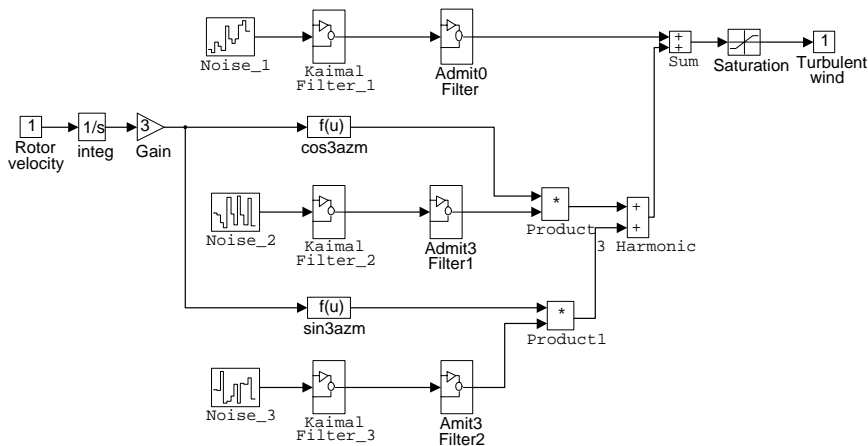 Noise_1
Kaimal
Filter_1
Admit0
Filter
+
+
Sum
Saturation
1
Turbulent
wind
1
Rotor
velocity
1/s
integ
3
Gain
f(u)
cos3azm
Noise_2
Kaimal
Filter_2
Admit3
Filter1
*
Product
+
+
3 Harmonic
f(u)
sin3azm
*
Product1
Noise_3
Kaimal
Filter_3
Amit3
Filter2